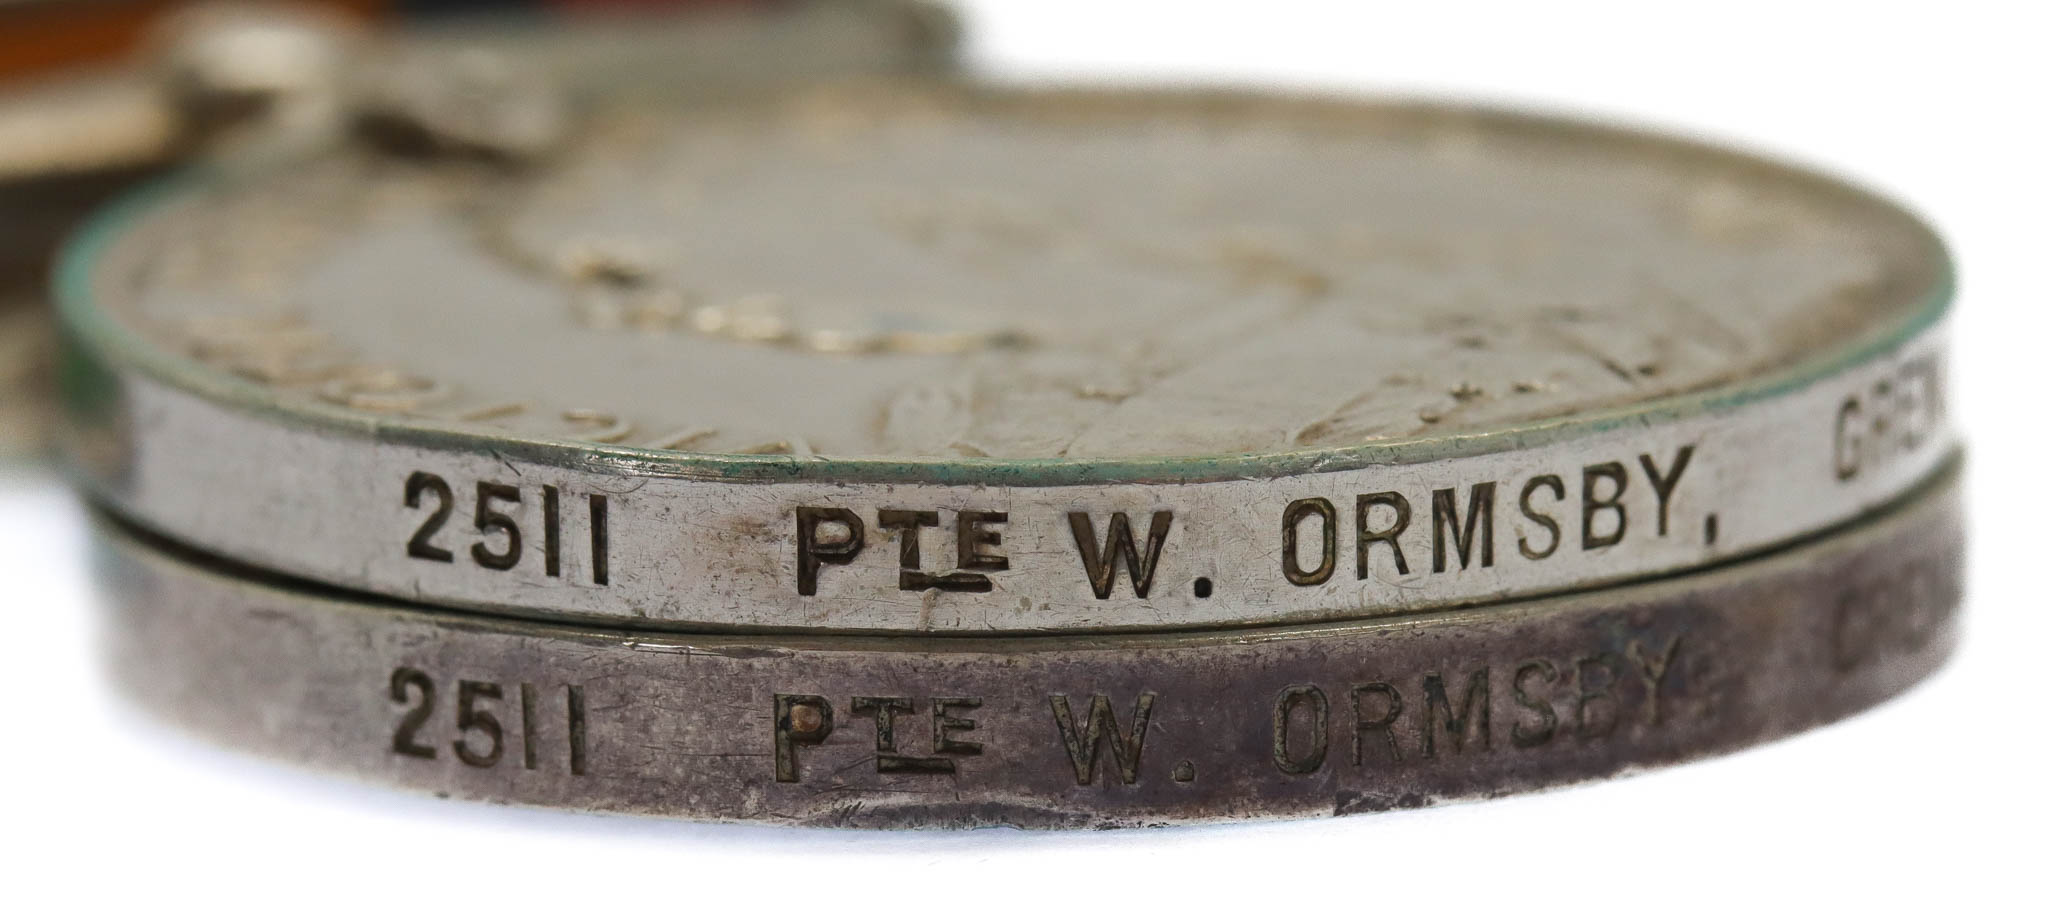 2511 PTE W. ORMSBY,
2511 PTE W. ORMSBY